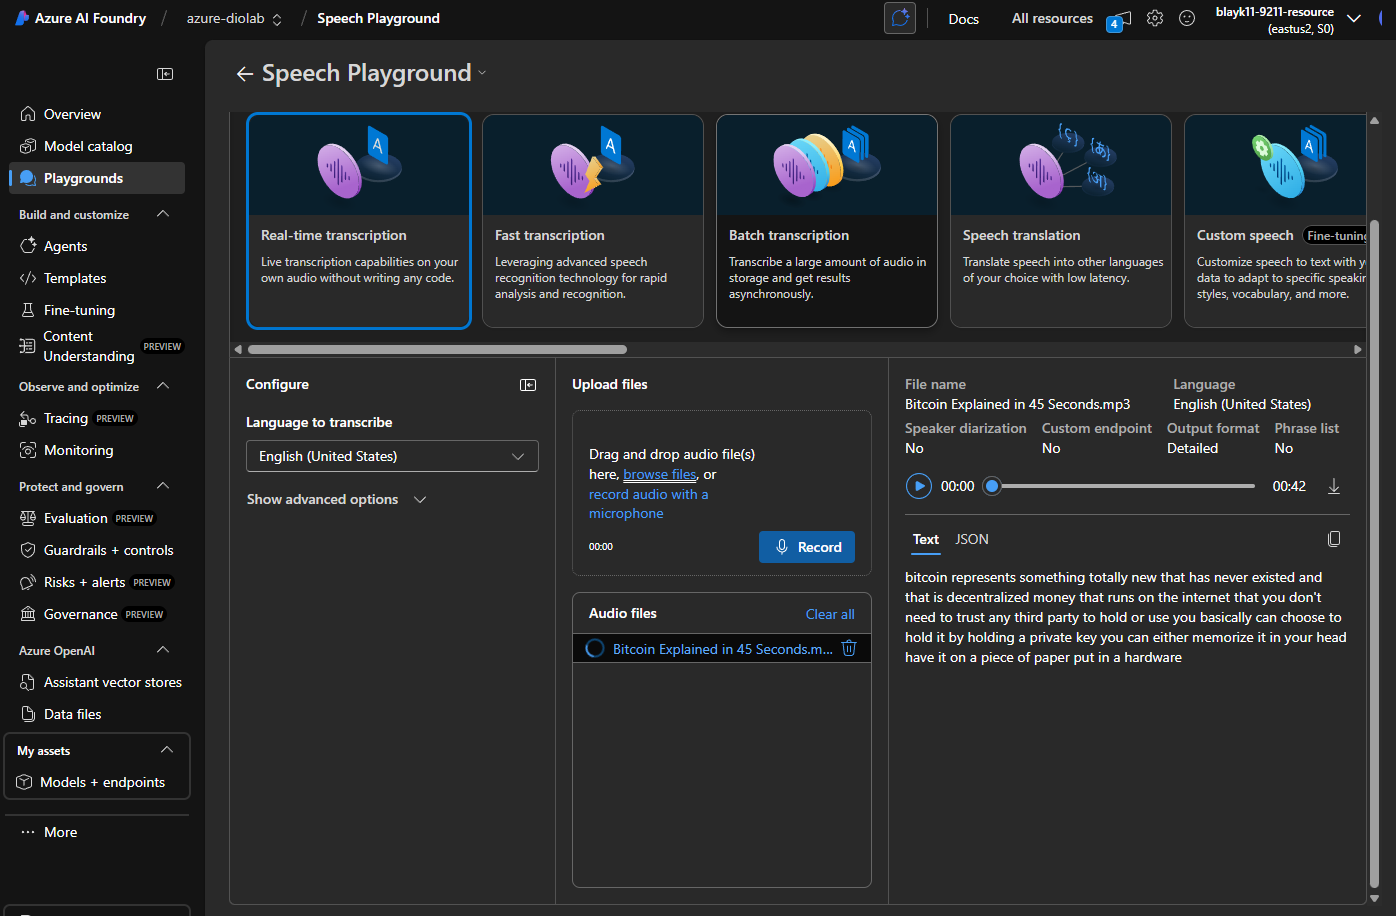 Azure AI Foundry / azure-diolab / Speech Playground
Docs
All resources
4
blayk11-9211-resource
(eastus2, S0)
Overview
Model catalog
Playgrounds
Build and customize
Agents
Templates
Fine-tuning
Content
Understanding PREVIEW
Observe and optimize
Tracing PREVIEW
Monitoring
Protect and govern
Evaluation PREVIEW
Guardrails + controls
Risks + alerts PREVIEW
Governance PREVIEW
Azure OpenAI
Assistant vector stores
Data files
My assets
Models + endpoints
More
Speech Playground
A
Real-time transcription
Live transcription capabilities on your
own audio without writing any code.
A
Fast transcription
Leveraging advanced speech
recognition technology for rapid
analysis and recognition.
A
Batch transcription
Transcribe a large amount of audio in
storage and get results
asynchronously.
Speech translation
Translate speech into other languages
of your choice with low latency.
A
Custom speech Fine-tuning
Customize speech to text with y
data to adapt to specific speakin
styles, vocabulary, and more.
Configure
Language to transcribe
English (United States)
Show advanced options
Upload files
Drag and drop audio file(s)
here, browse files, or
record audio with a
microphone
00:00
Record
Audio files
Clear all
Bitcoin Explained in 45 Seconds.m...
File name
Bitcoin Explained in 45 Seconds.mp3
Language
English (United States)
Speaker diarization
No
Custom endpoint
No
Output format
Detailed
Phrase list
No
00:00
00:42
Text
JSON
bitcoin represents something totally new that has never existed and
that is decentralized money that runs on the internet that you don't
need to trust any third party to hold or use you basically can choose to
hold it by holding a private key you can either memorize it in your head
have it on a piece of paper put in a hardware